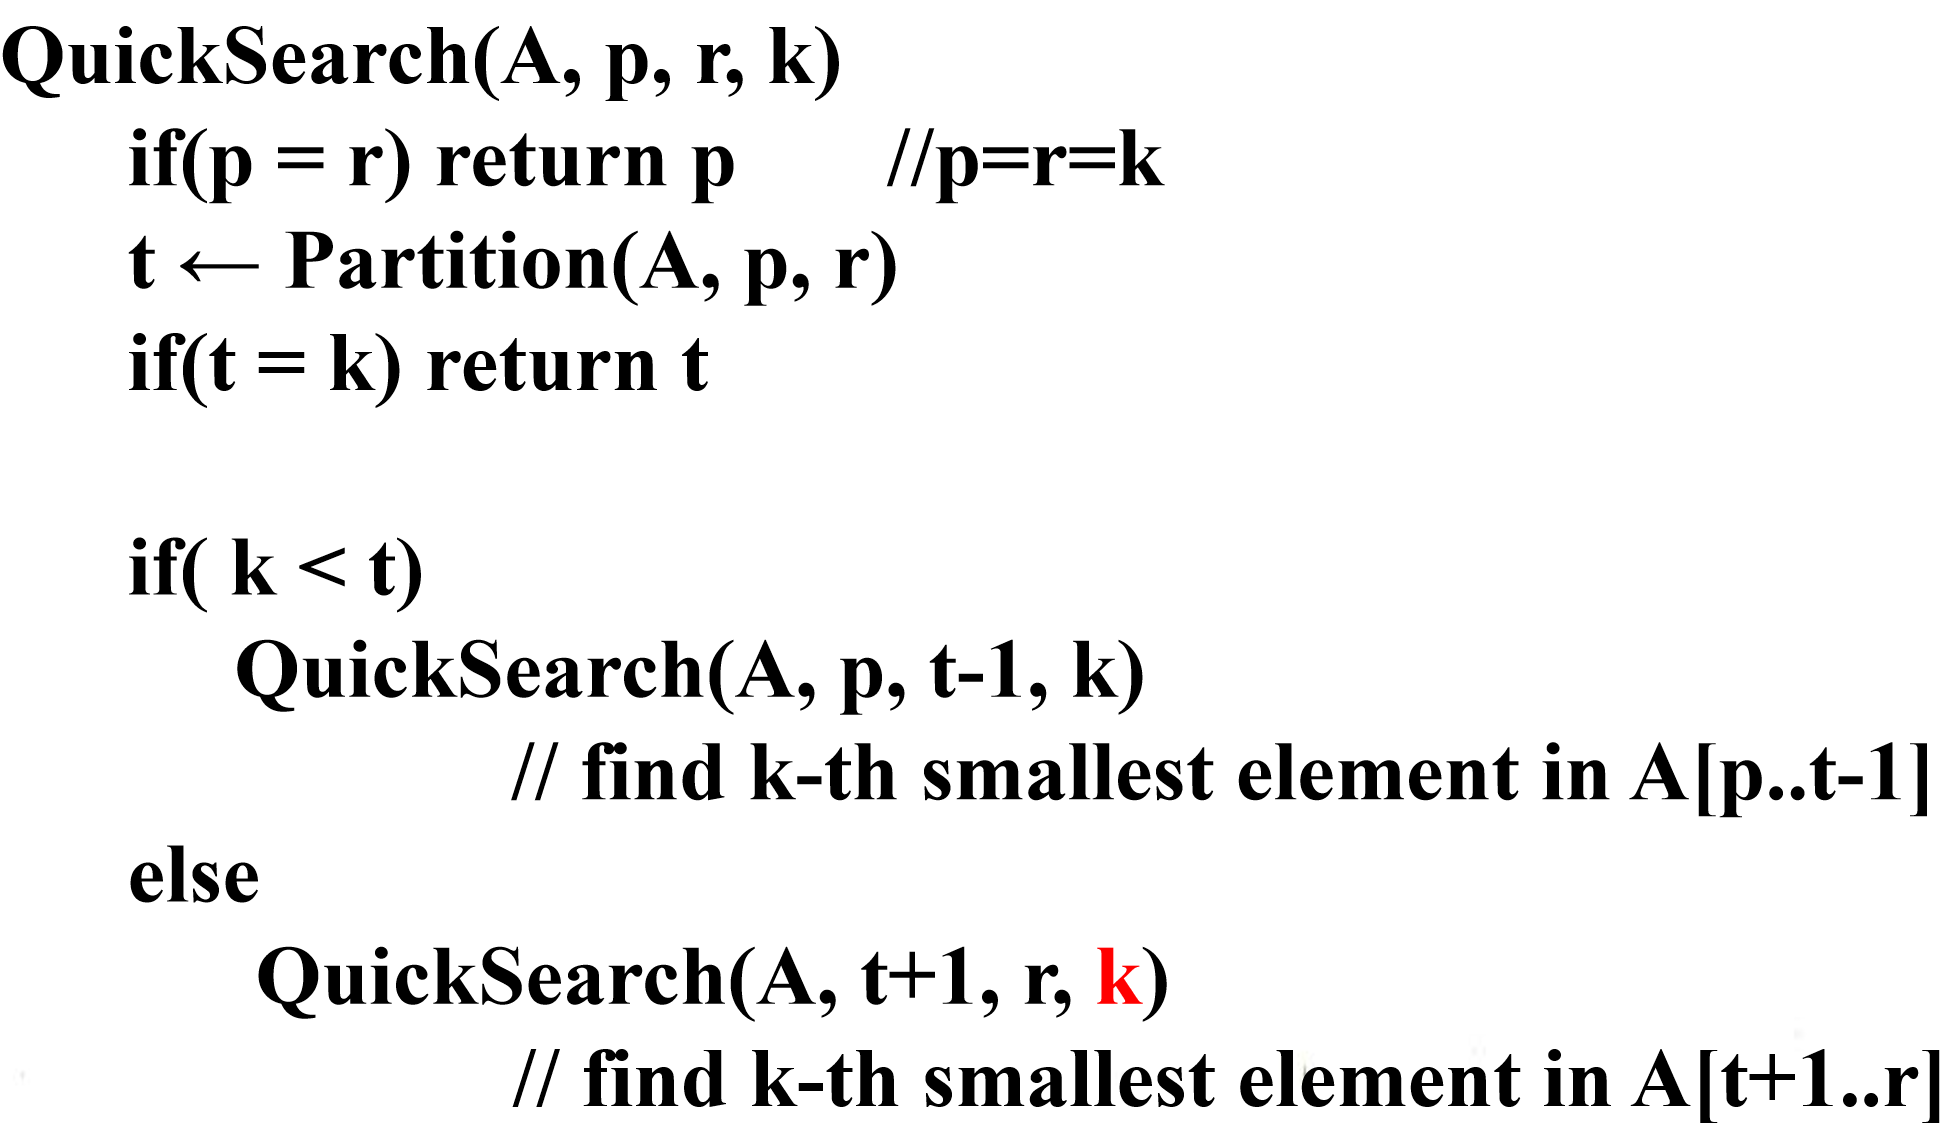 QuickSearch(A, p, r, k)
if(p = r) return p //p=r=k
t ← Partition(A, p, r)
if(t = k) return t
if( k < t)
QuickSearch(A, p, t-1, k)
// find k-th smallest element in A[p..t-1]
else
QuickSearch(A, t+1, r, k)
// find k-th smallest element in A[t+1..r]